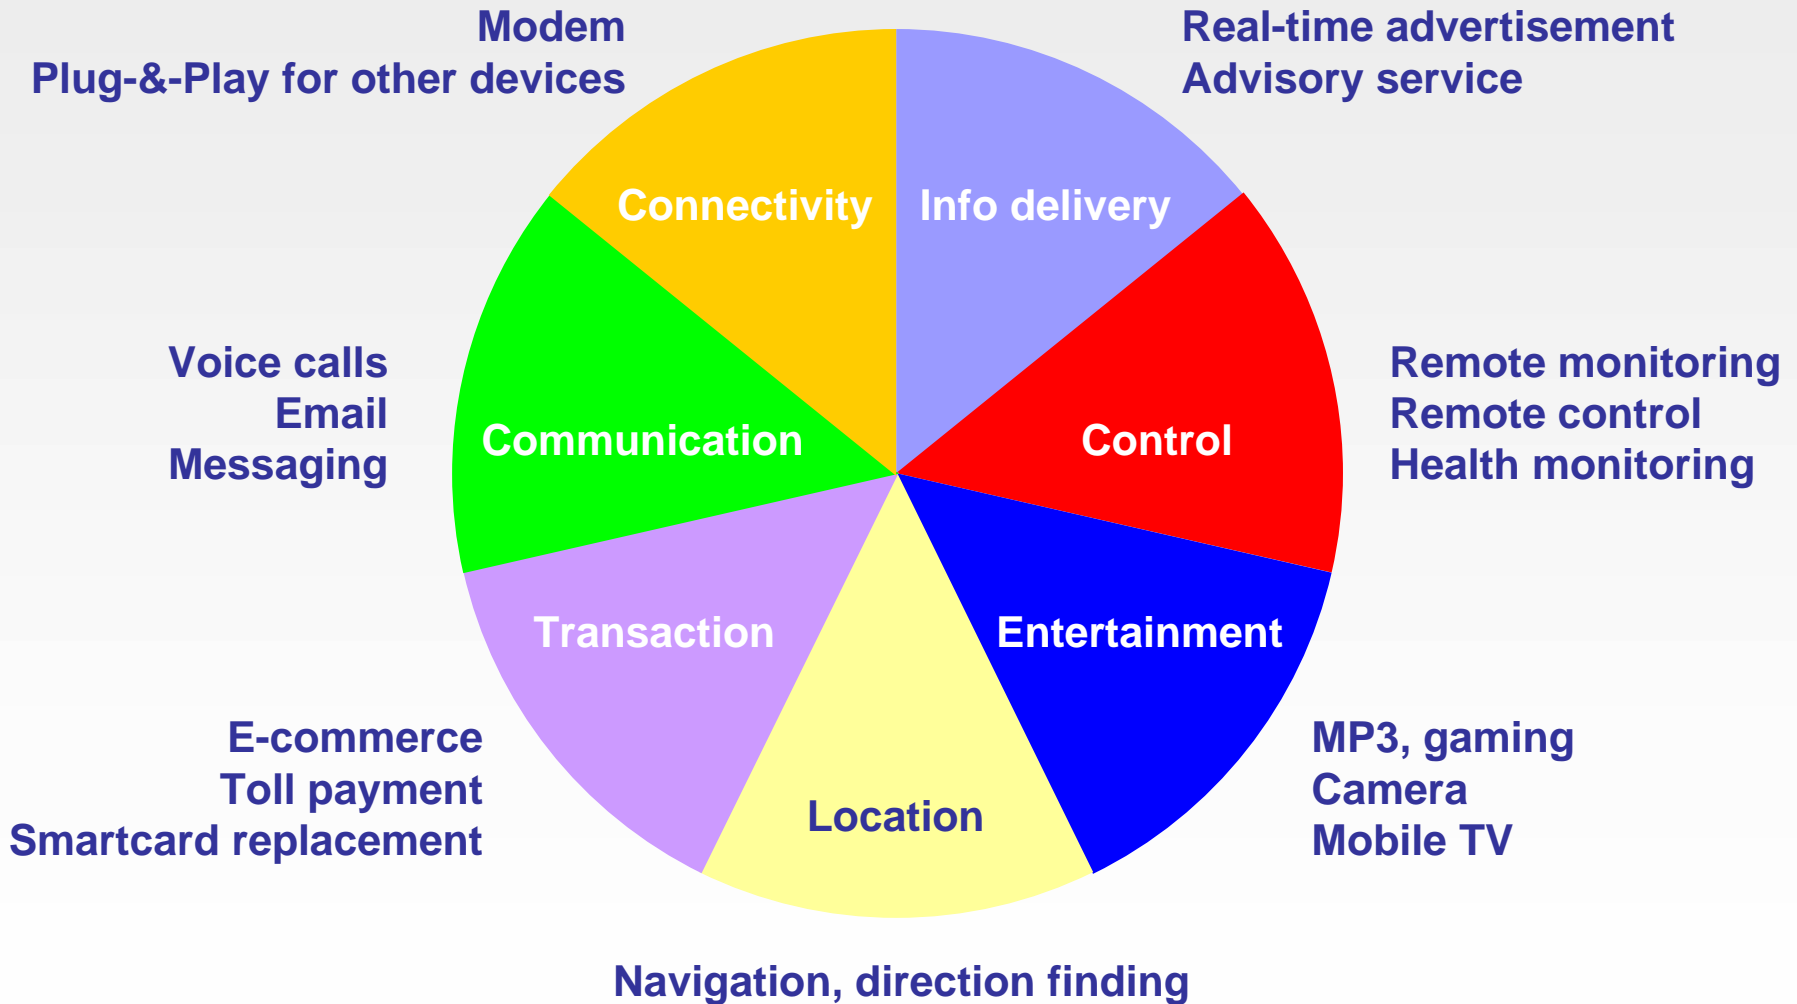 Modem
Plug-&-Play for other devices
Real-time advertisement
Advisory service
Connectivity
Info delivery
Voice calls
Email
Messaging
Communication
Control
Remote monitoring
Remote control
Health monitoring
Transaction
Entertainment
E-commerce
Toll payment
Smartcard replacement
Location
MP3, gaming
Camera
Mobile TV
Navigation, direction finding